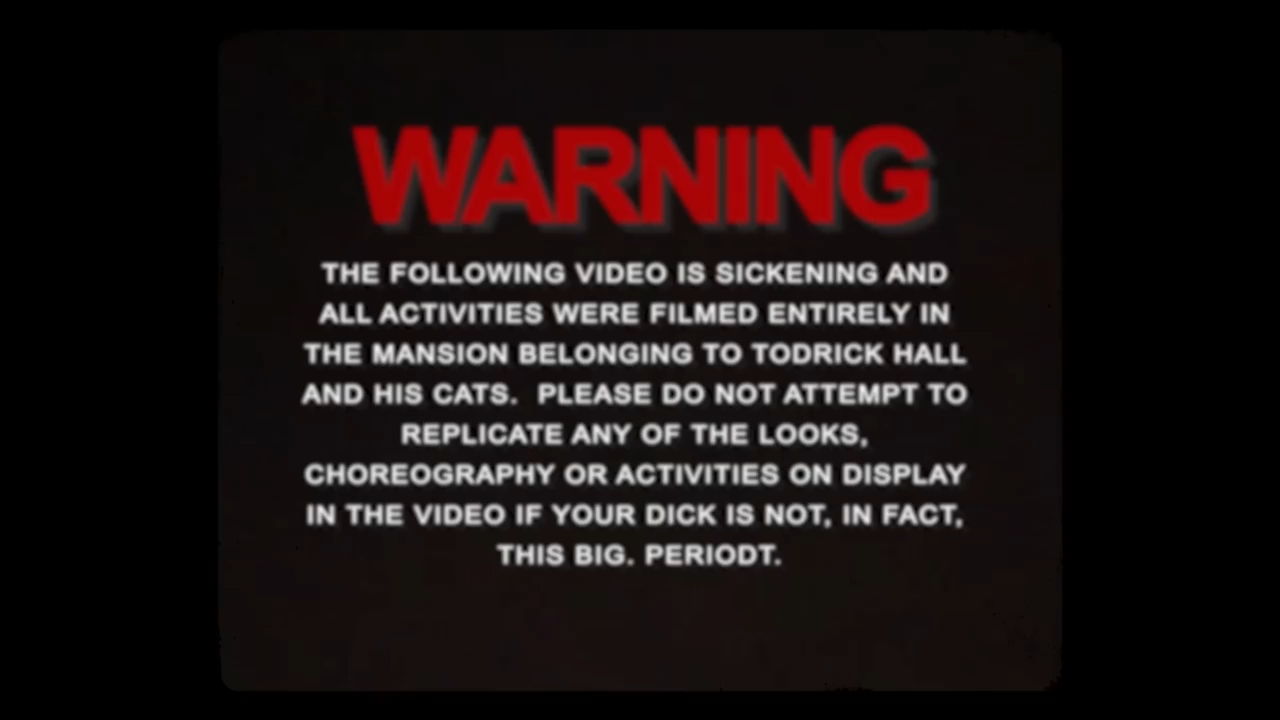 WARNING
THE FOLLOWING VIDEO IS SICKENING AND
ALL ACTIVITIES WERE FILMED ENTIRELY IN
THE MANSION BELONGING TO TODRICK HALL
AND HIS CATS.  PLEASE DO NOT ATTEMPT TO
REPLICATE ANY OF THE LOOKS,
CHOREOGRAPHY OR ACTIVITIES ON DISPLAY
IN THE VIDEO IF YOUR DICK IS NOT, IN FACT,
THIS BIG. PERIODT.